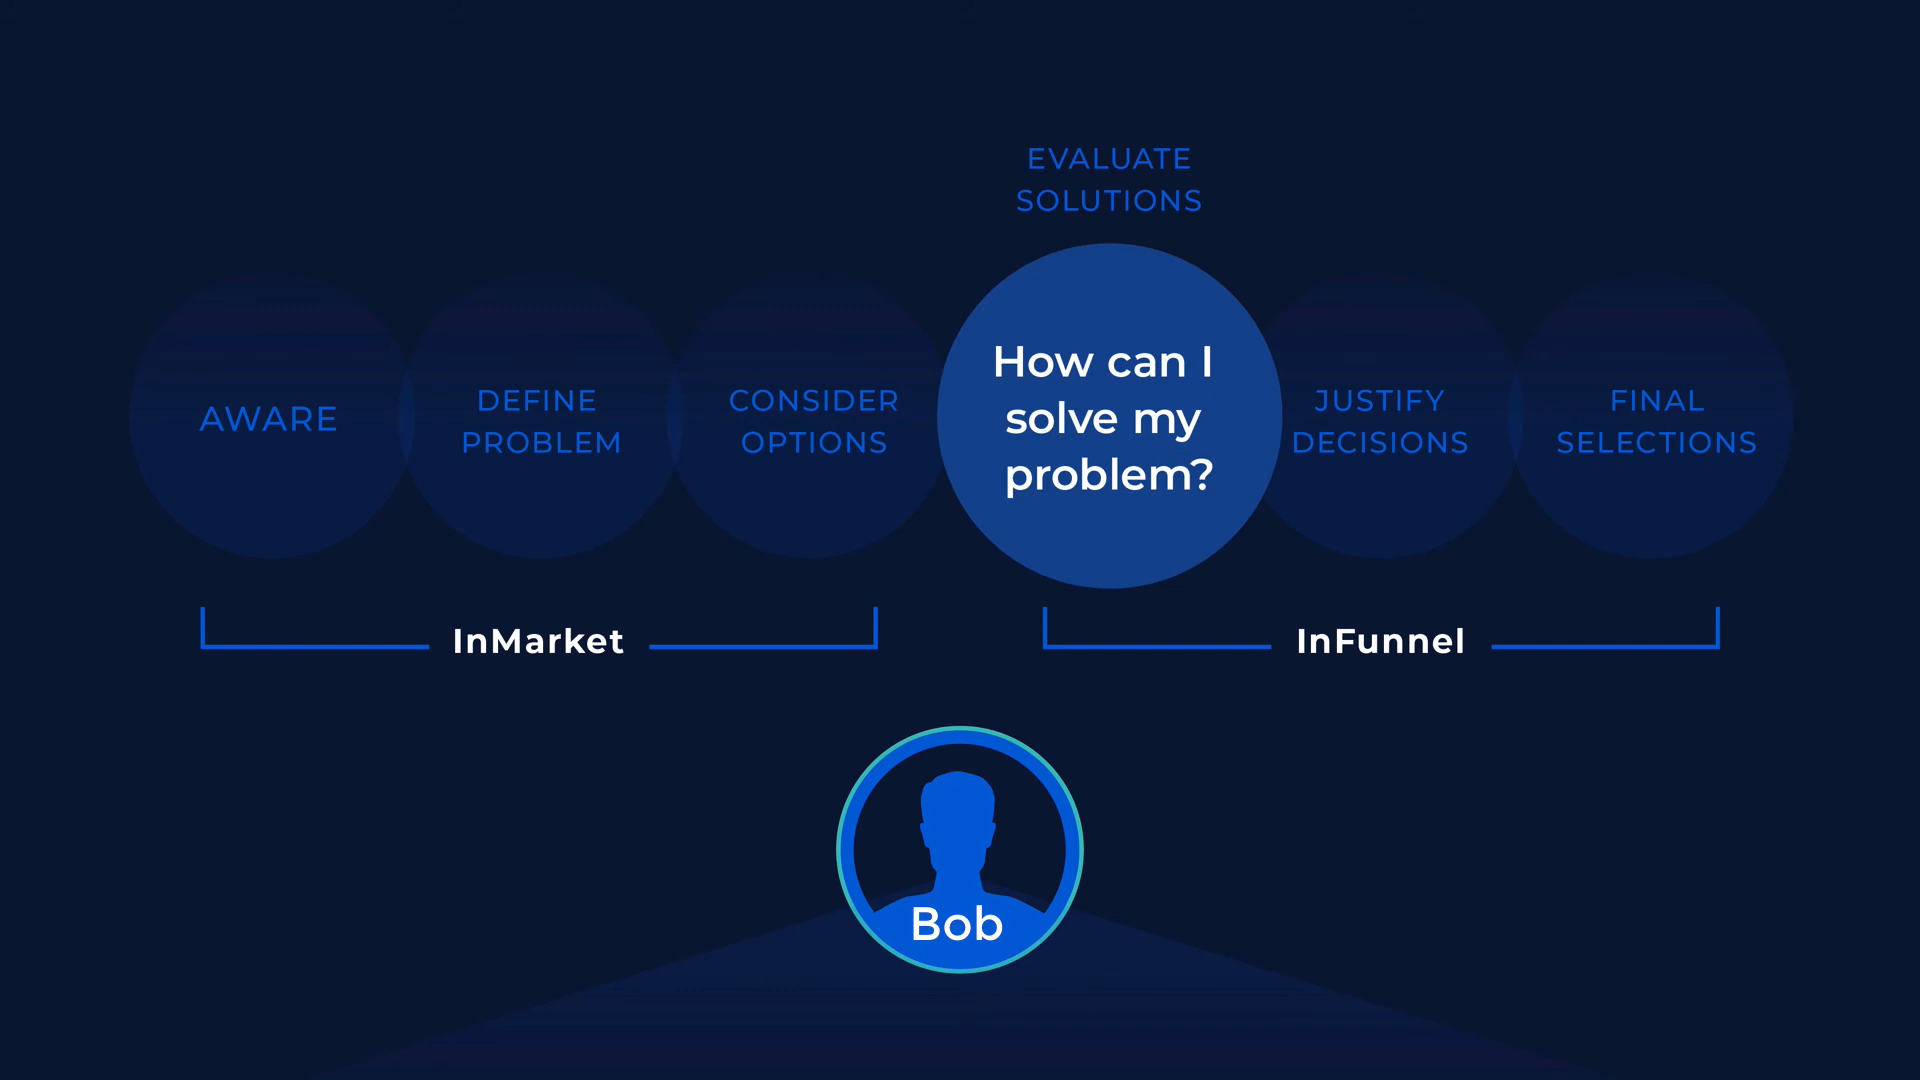 EVALUATE
SOLUTIONS
AWARE
DEFINE
PROBLEM
CONSIDER
OPTIONS
How can I
solve my
problem?
JUSTIFY
DECISIONS
FINAL
SELECTIONS
InMarket
InFunnel
Bob